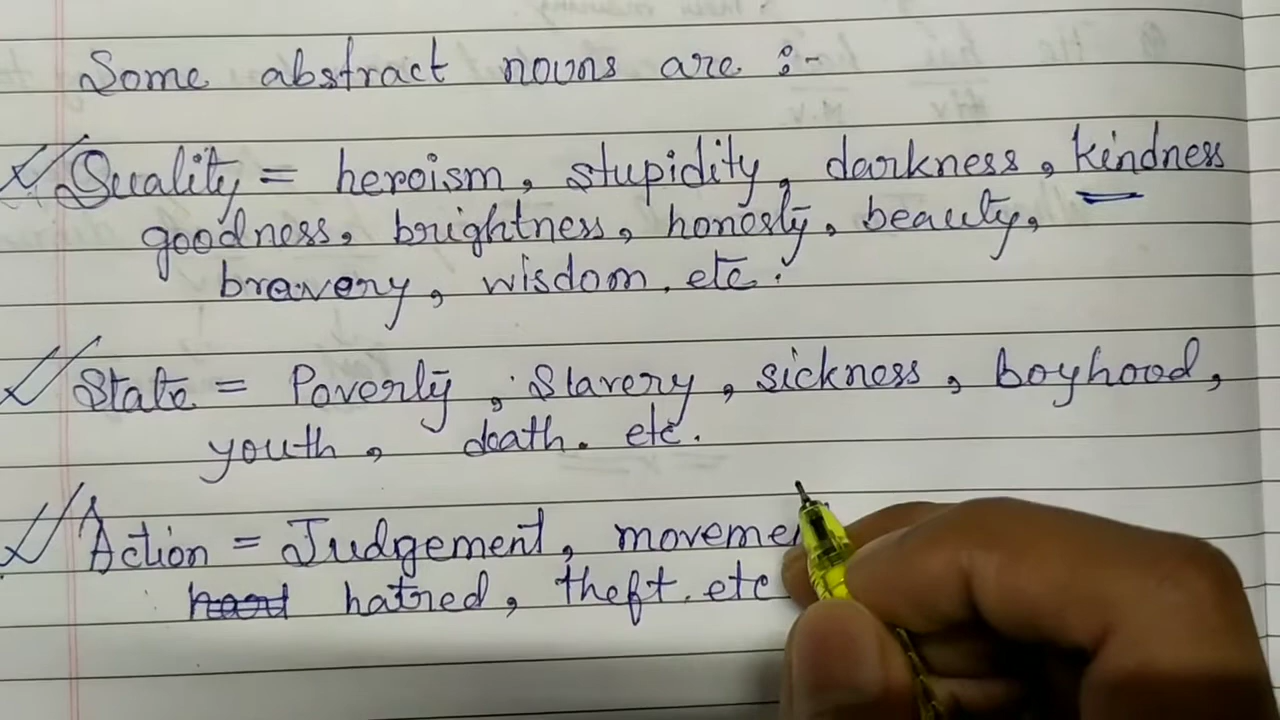 Some abstract nouns are :-
Quality = heroism, stupidity, darkness, kindness
goodness, brightness, honesty, beauty,
bravery, wisdom, etc.
State = Poverty, Slavery, sickness, boyhood,
youth, death. etc.
Action = Judgement, moveme
hatred, theft. etc